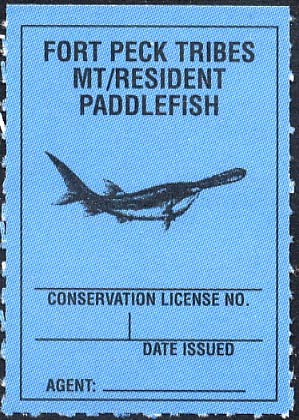 FORT PECK TRIBES
MT/RESIDENT
PADDLEFISH
CONSERVATION LICENSE NO.
DATE ISSUED
AGENT: